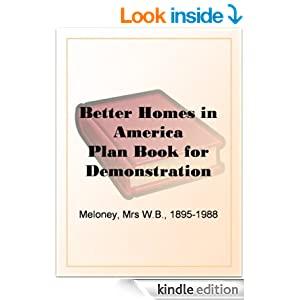 Look inside
Better Homes in
America
Plan Book for
Demonstration
Meloney, Mrs W.B., 1895-1988
kindle edition